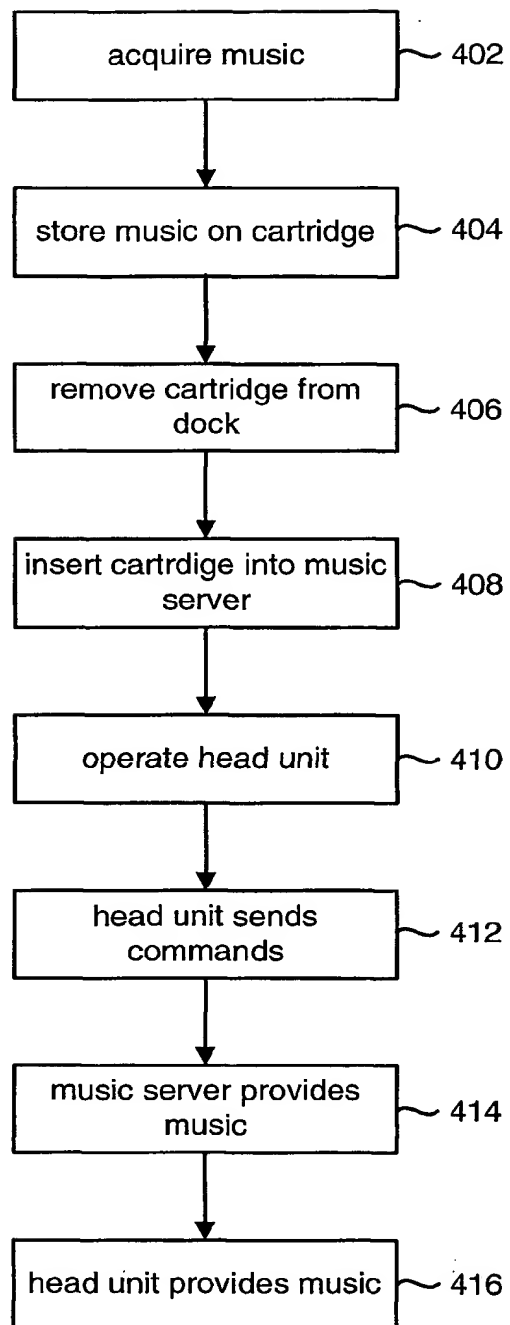 acquire music
402
store music on cartridge
404
remove cartridge from
dock
406
insert cartrdige into music
server
408
operate head unit
410
head unit sends
commands
412
music server provides
music
414
head unit provides music
416